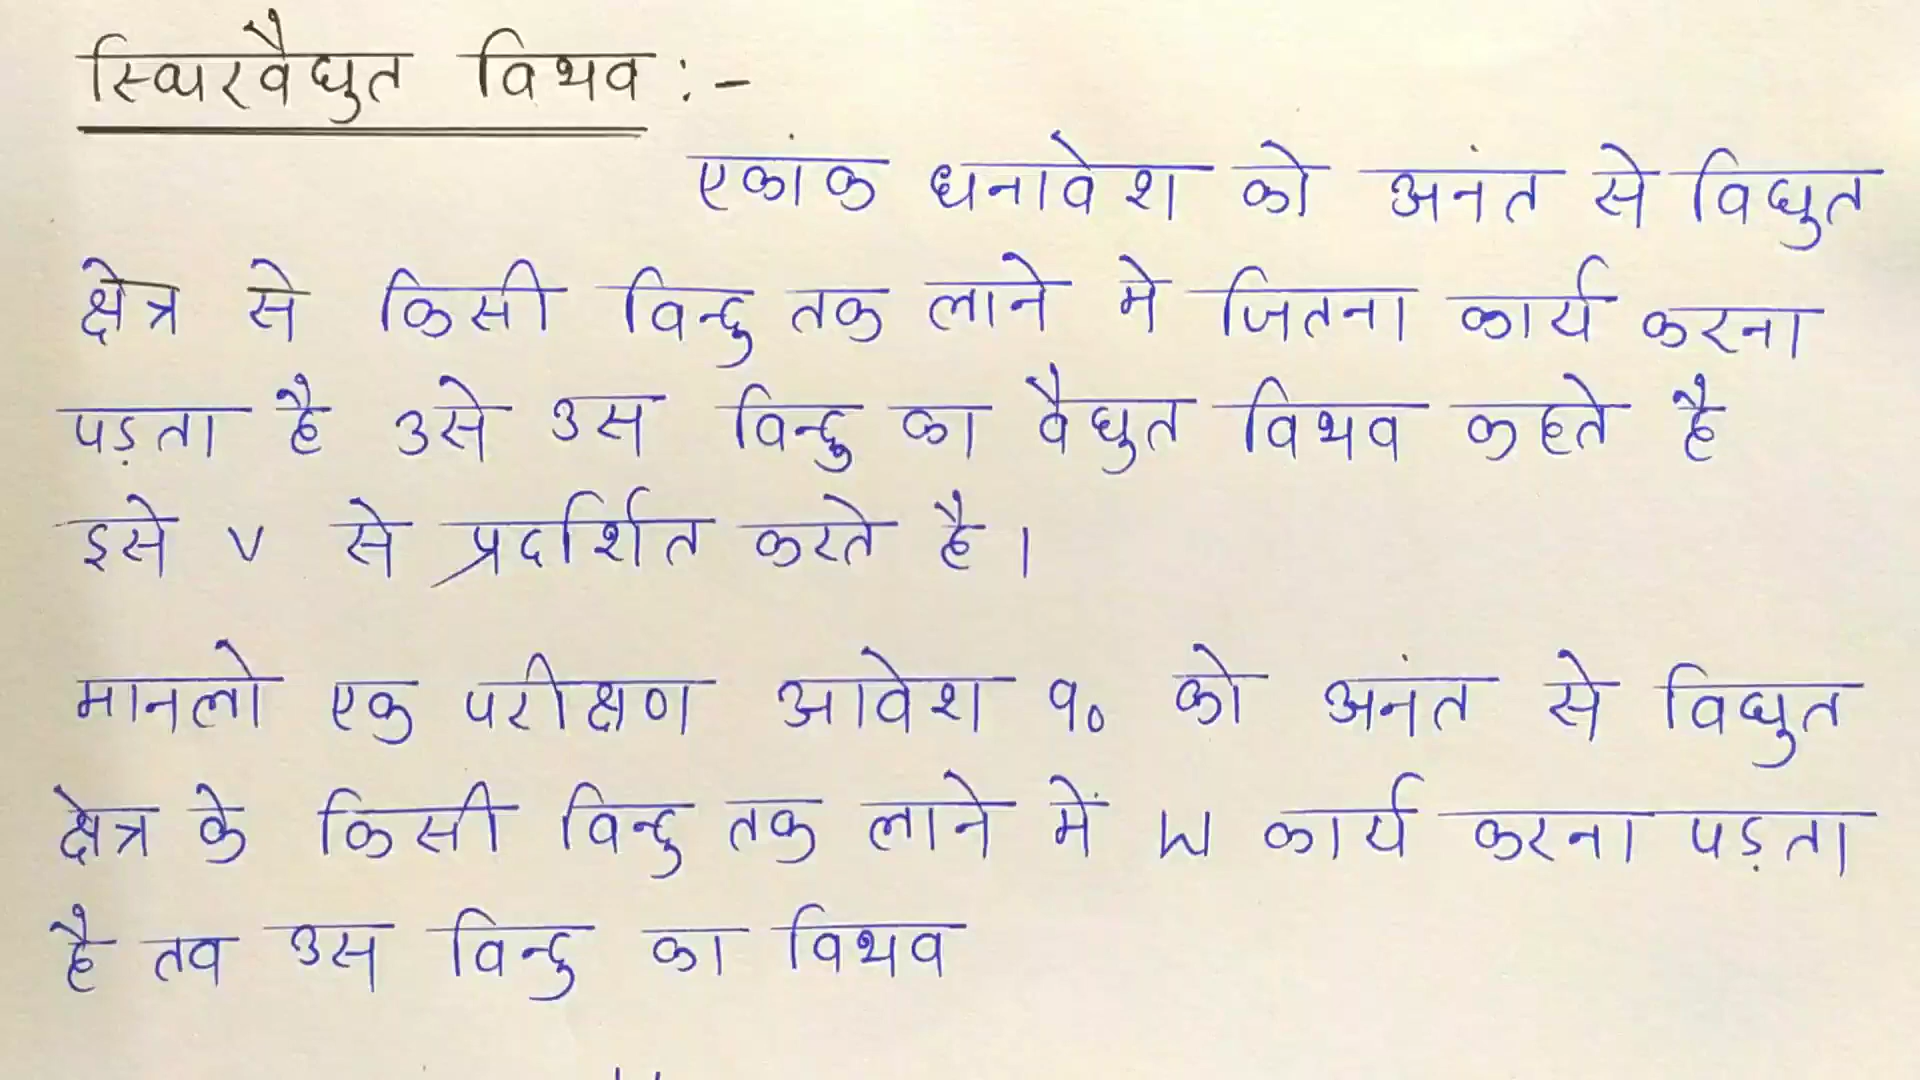 स्थिरवैद्युत विभव :-
एकांक धनावेश को अनंत से विद्युत
क्षेत्र से किसी विन्दु तक लाने मे जितना कार्य करना
पड़ता है उसे उस विन्दु का वैद्युत विभव कहते है
इसे V से प्रदर्शित करते है।
मानलो एक परीक्षण आवेश q₀ को अनंत से विद्युत
क्षेत्र के किसी विन्दु तक लाने में W कार्य करना पड़ता
है तव उस विन्दु का विभव